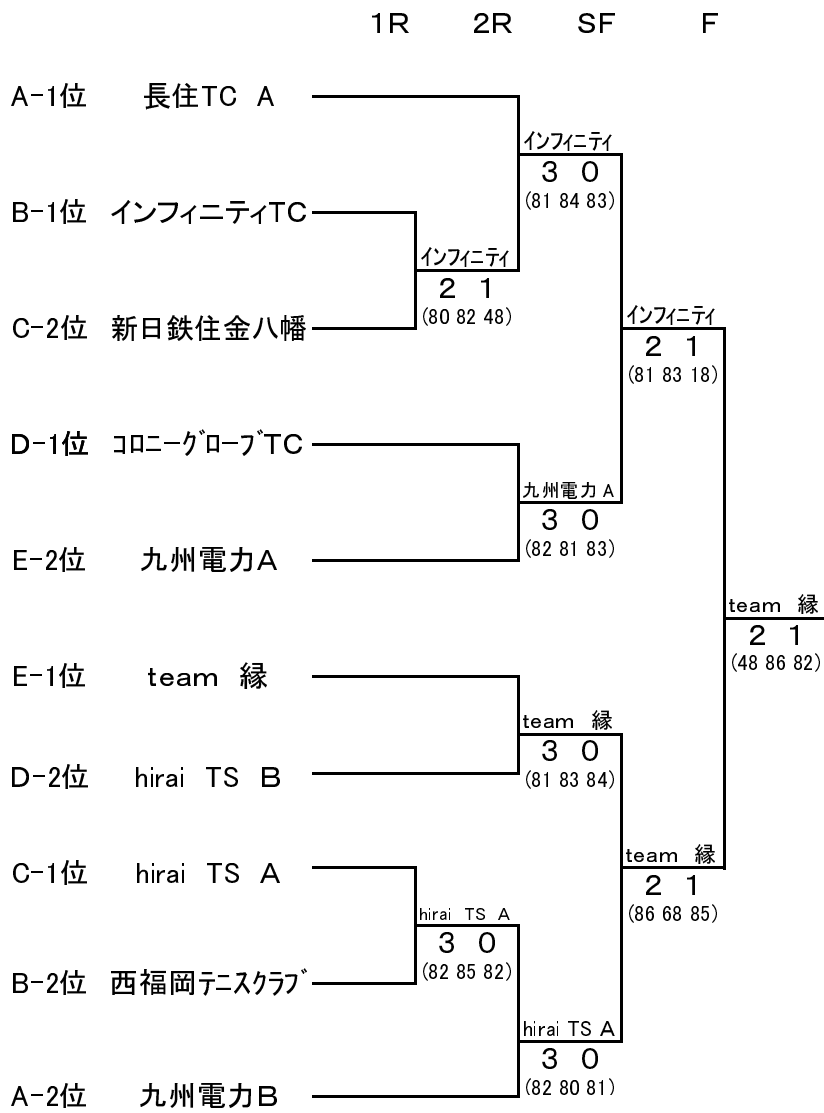 1R 2R SF F
A-1位 長住TC A
インフィニティ
3 0
(81 84 83)
B-1位 インフィニティTC
インフィニティ
2 1
(80 82 48)
C-2位 新日鉄住金八幡
インフィニティ
2 1
(81 83 18)
D-1位 コロニーグローブTC
九州電力A
3 0
(82 81 83)
E-2位 九州電力A
team 縁
2 1
(48 86 82)
E-1位 team 縁
team 縁
3 0
(81 83 84)
D-2位 hirai TS B
team 縁
2 1
(86 68 85)
C-1位 hirai TS A
hirai TS A
3 0
(82 85 82)
B-2位 西福岡テニスクラブ
hirai TS A
3 0
(82 80 81)
A-2位 九州電力B